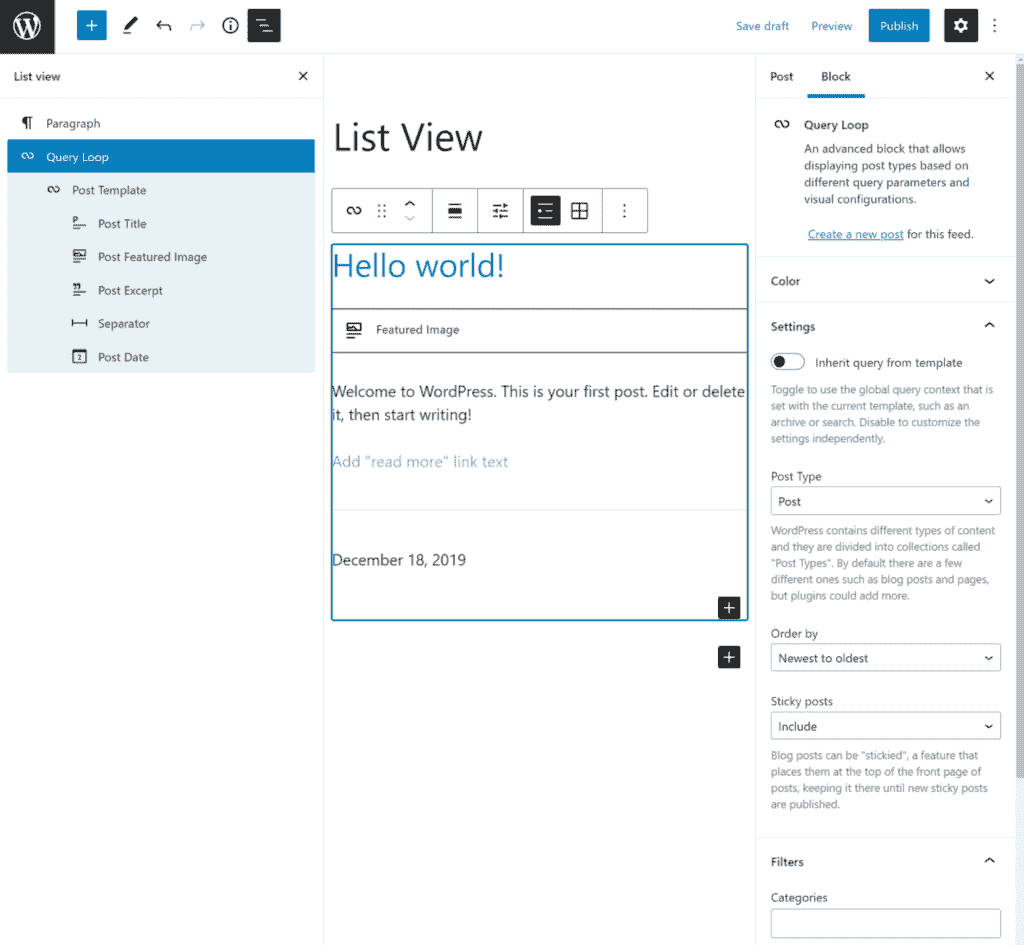 Save draft
Preview
Publish
List view
Paragraph
Query Loop
Post Template
Post Title
Post Featured Image
Post Excerpt
Separator
Post Date
List View
Hello world!
Featured Image
Welcome to WordPress. This is your first post. Edit or delete
it, then start writing!
Add "read more" link text
December 18, 2019
Post
Block
Query Loop
An advanced block that allows
displaying post types based on
different query parameters and
visual configurations.
Create a new post for this feed.
Color
Settings
Inherit query from template
Toggle to use the global query context that is
set with the current template, such as an
archive or search. Disable to customize the
settings independently.
Post Type
Post
WordPress contains different types of content
and they are divided into collections called
"Post Types". By default there are a few
different ones such as blog posts and pages,
but plugins could add more.
Order by
Newest to oldest
Sticky posts
Include
Blog posts can be "stickied", a feature that
places them at the top of the front page of
posts, keeping it there until new sticky posts
are published.
Filters
Categories